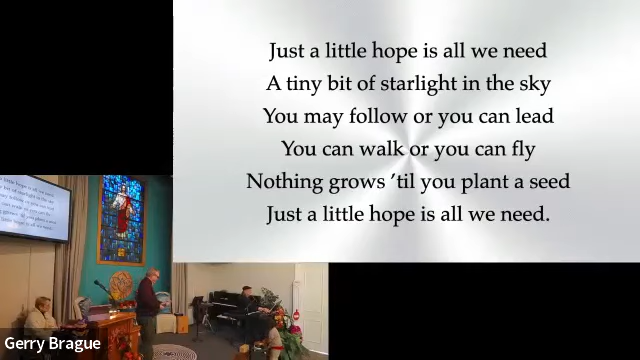 Just a little hope is all we need
A tiny bit of starlight in the sky
You may follow or you can lead
You can walk or you can fly
Nothing grows ’til you plant a seed
Just a little hope is all we need.
Gerry Brague